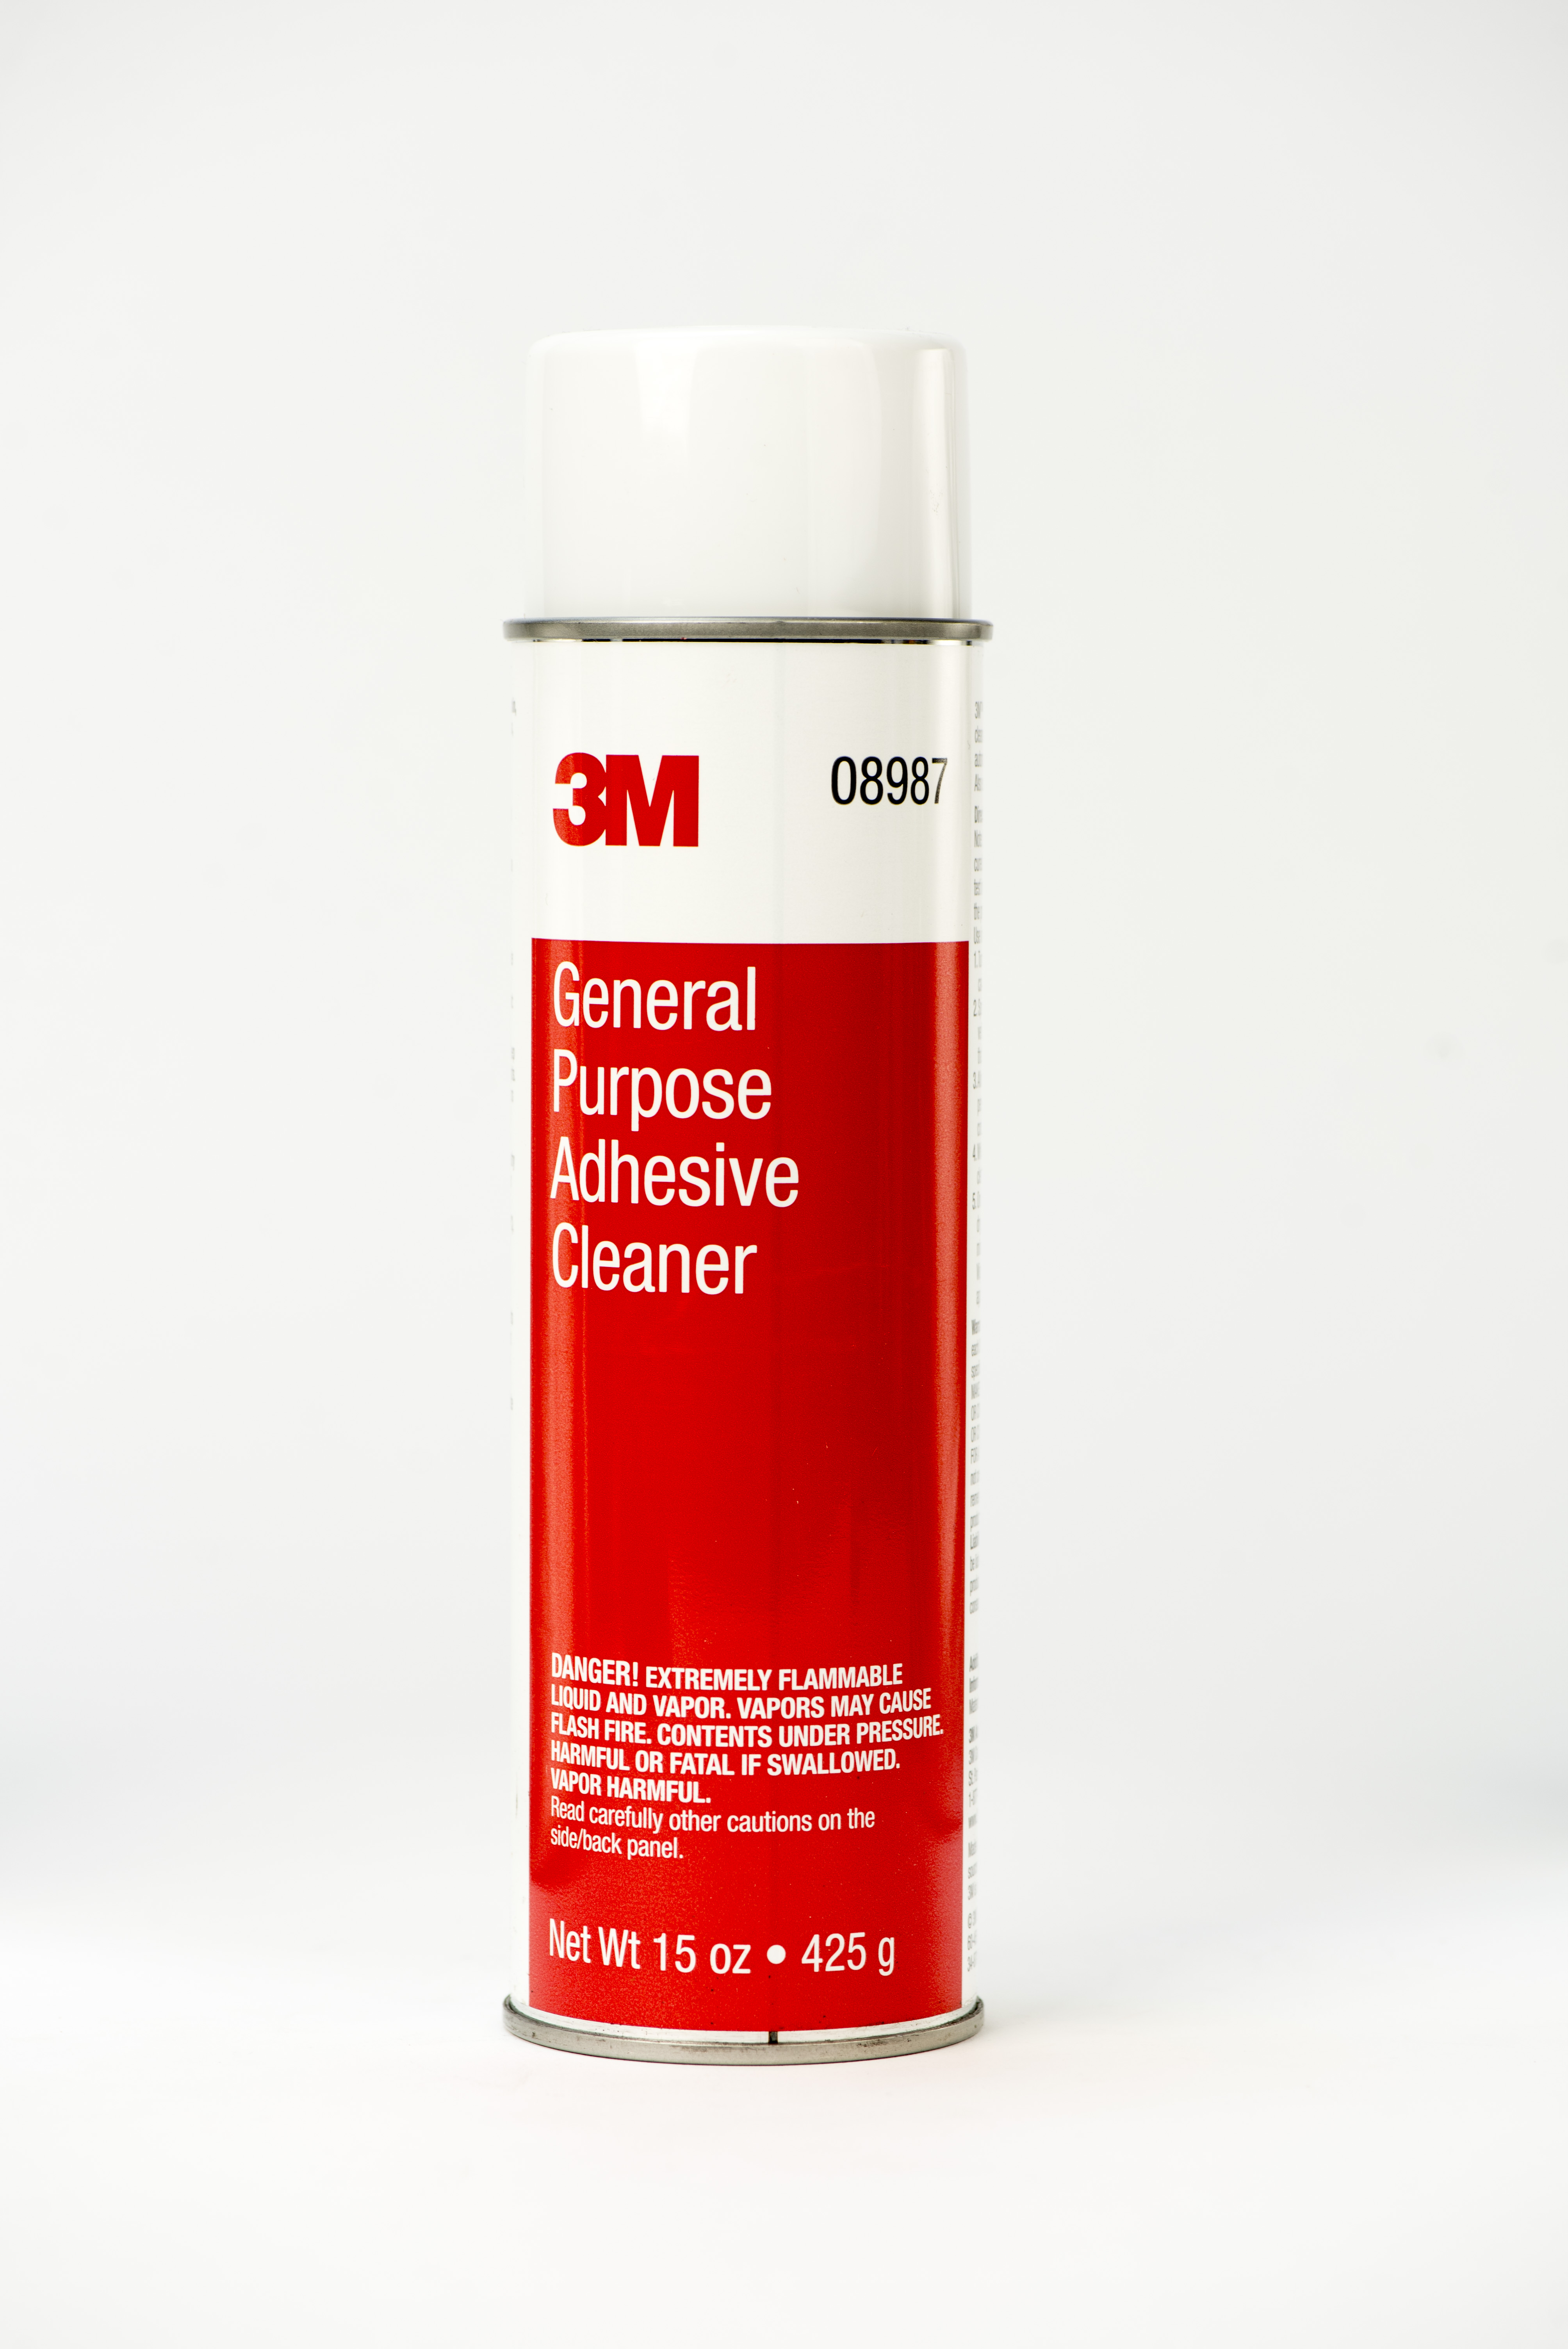 3M
08987
General
Purpose
Adhesive
Cleaner
DANGER! EXTREMELY FLAMMABLE
LIQUID AND VAPOR. VAPORS MAY CAUSE
FLASH FIRE. CONTENTS UNDER PRESSURE.
HARMFUL OR FATAL IF SWALLOWED.
VAPOR HARMFUL.
Read carefully other cautions on the
side/back panel.
Net Wt 15 oz • 425 g